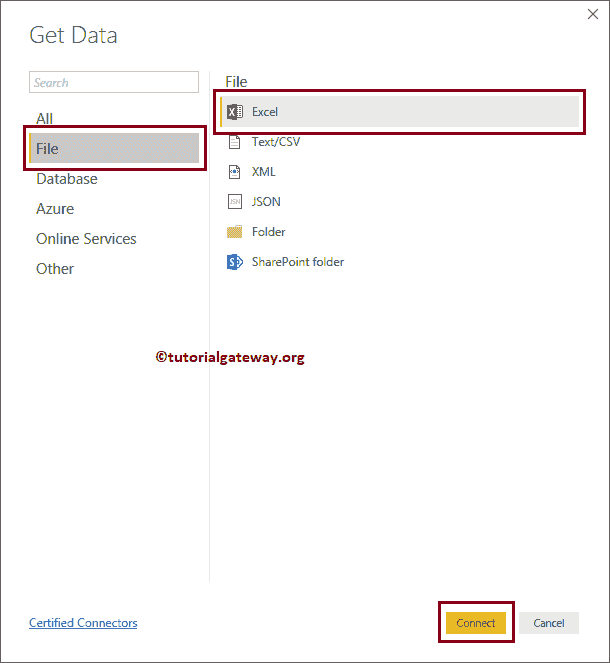 Get Data
Search
All
File
Database
Azure
Online Services
Other
File
Excel
Text/CSV
XML
JSN
JSON
Folder
SharePoint folder
©tutorialgateway.org
Certified Connectors
Connect
Cancel